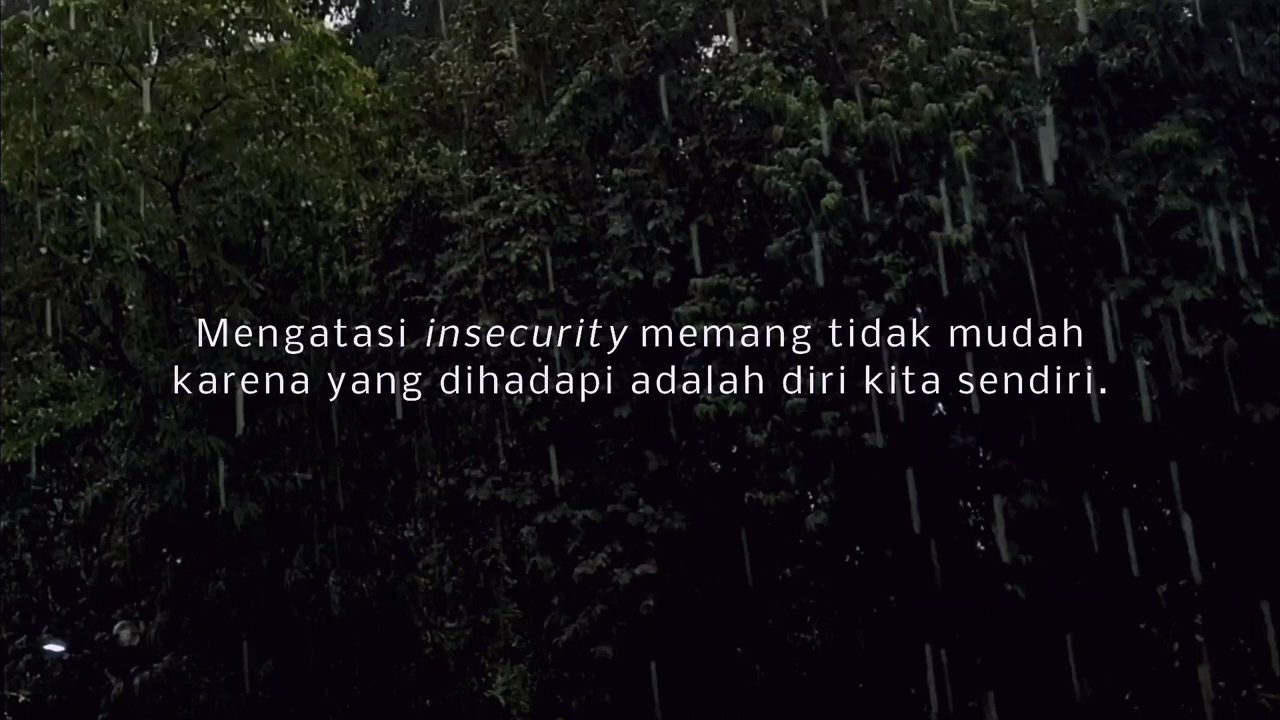 Mengatasi insecurity memang tidak mudah
karena yang dihadapi adalah diri kita sendiri.